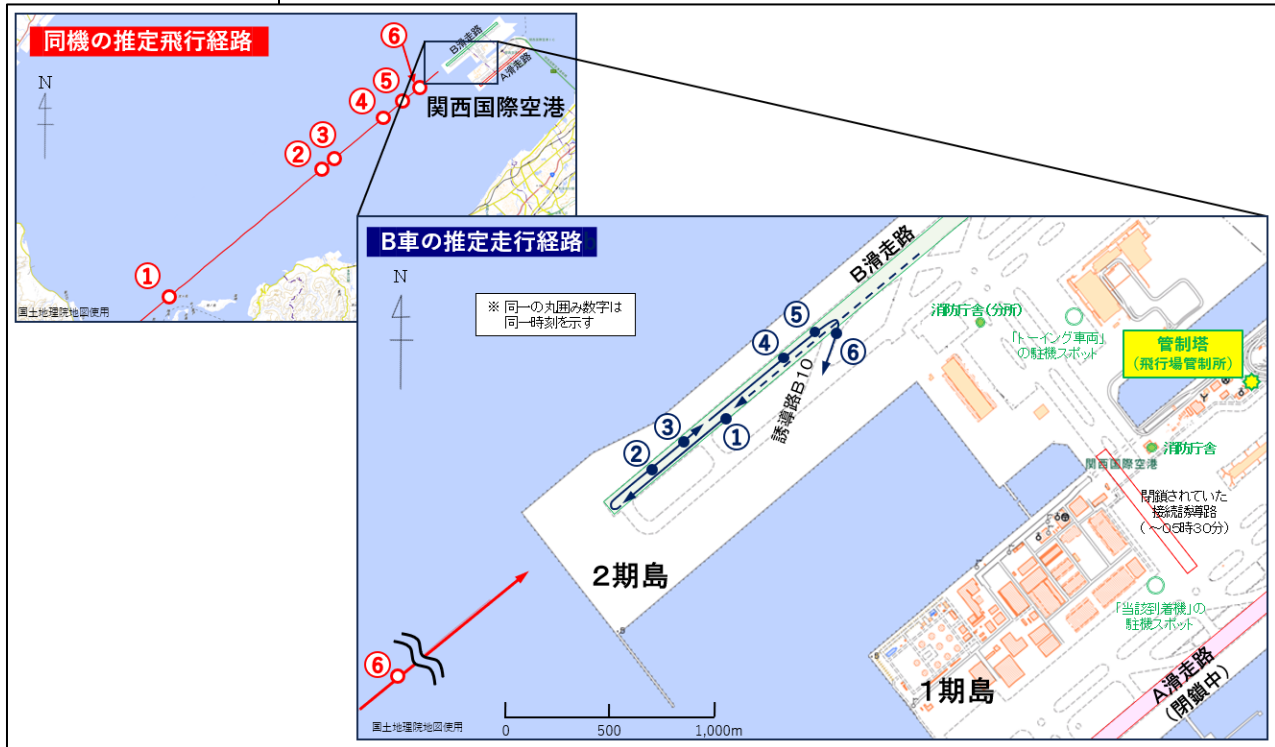 同機の推定飛行経路
N
①
②
③
④
⑤
⑥
B滑走路
A滑走路
関西国際空港
国土地理院地図使用
B車の推定走行経路
N
※ 同一の丸囲み数字は
同一時刻を示す
B滑走路
⑤
④
⑥
誘導路B10
③
①
②
消防庁舎(分所)
「トーイング車両」
の駐機スポット
管制塔
(飛行場管制所)
消防庁舎
関西国際空港
閉鎖されていた
接続誘導路
(~05時30分)
2期島
「当該到着機」の
駐機スポット
⑥
1期島
A滑走路
(閉鎖中)
国土地理院地図使用
0 500 1,000m